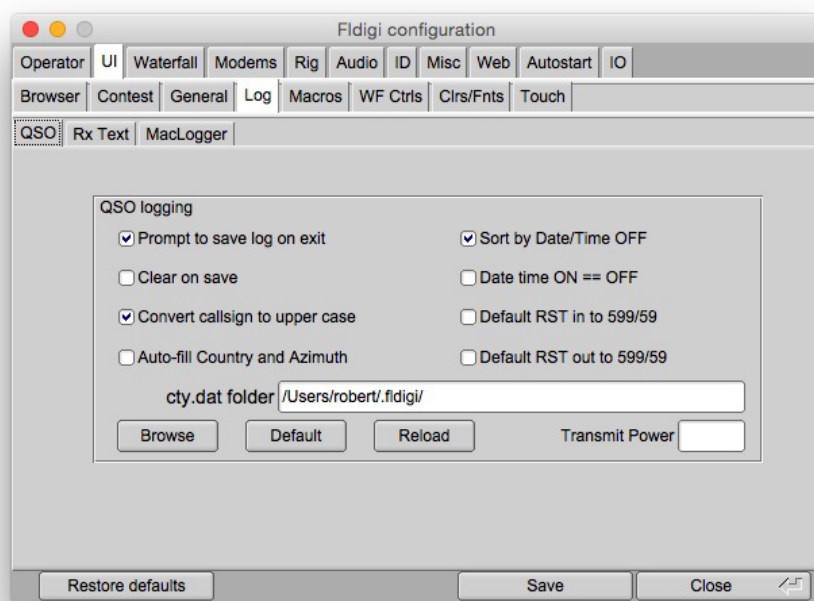 Fldigi configuration
Operator UI Waterfall Modems Rig Audio ID Misc Web Autostart IO
Browser Contest General Log Macros WF Ctrls Clrs/Fnts Touch
QSO Rx Text MacLogger
QSO logging
Prompt to save log on exit Sort by Date/Time OFF
Clear on save Date time ON == OFF
Convert callsign to upper case Default RST in to 599/59
Auto-fill Country and Azimuth Default RST out to 599/59
cty.dat folder /Users/robert/.fldigi/
Browse Default Reload Transmit Power
Restore defaults Save Close